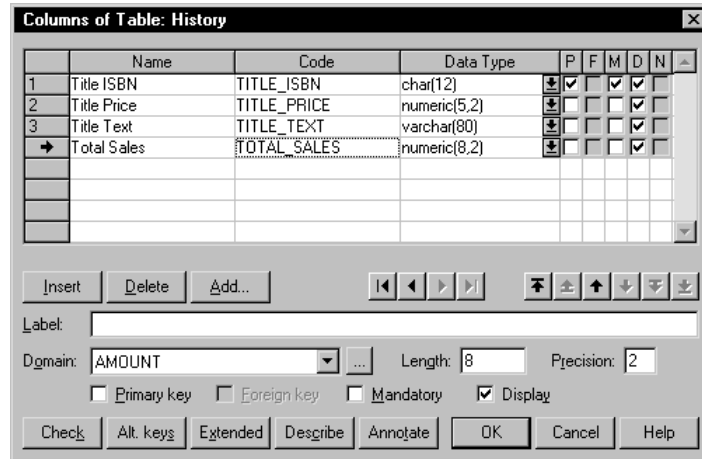 Columns of Table: History
Name Code Data Type P F M D N
1 Title ISBN TITLE_ISBN char(12)
2 Title Price TITLE_PRICE numeric(5,2)
3 Title Text TITLE_TEXT varchar(80)
Total Sales TOTAL_SALES numeric(8,2)
Insert Delete Add...
Label:
Domain: AMOUNT ... Length: 8 Precision: 2
Primary key Foreign key Mandatory Display
Check Alt. keys Extended Describe Annotate OK Cancel Help